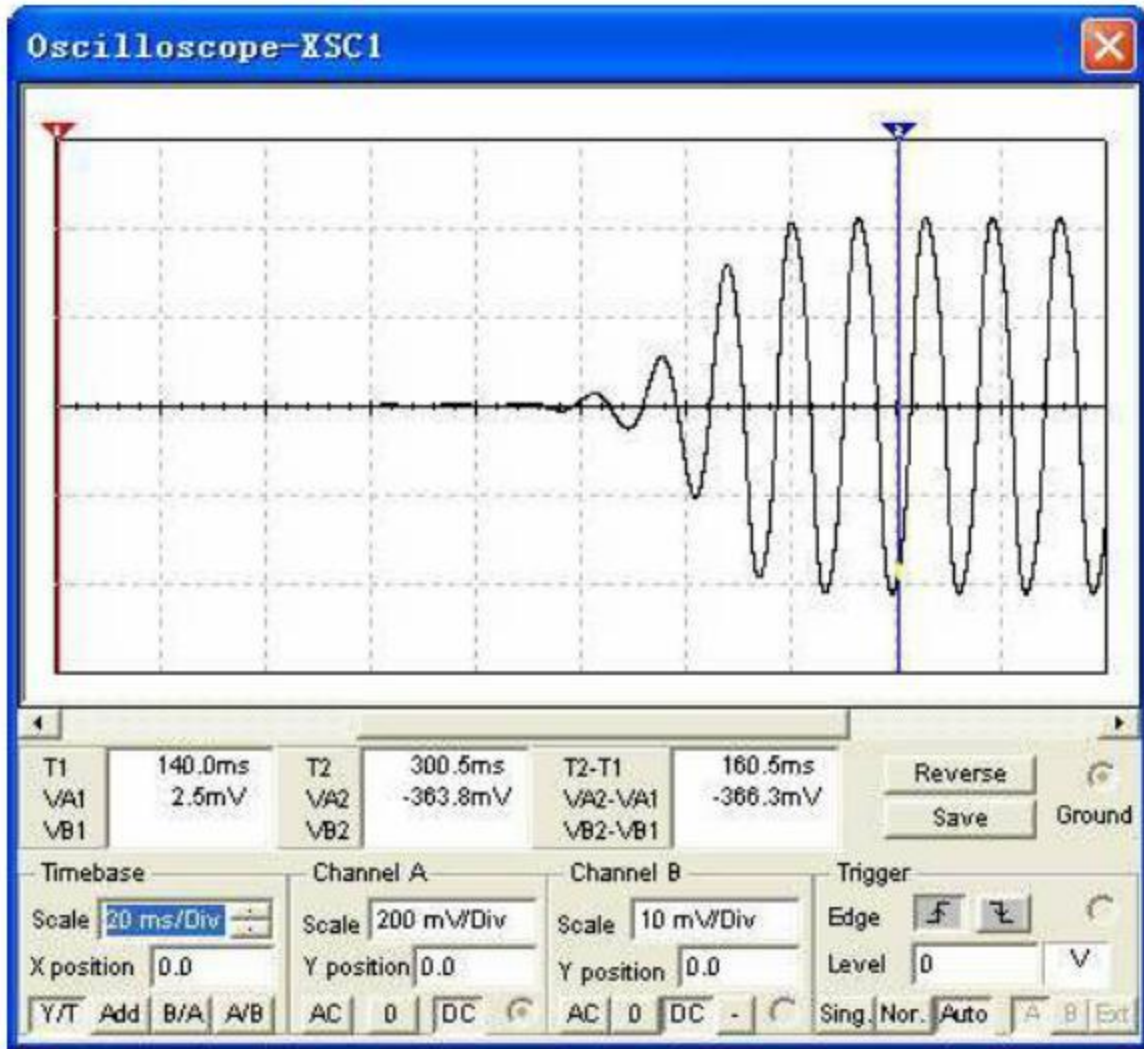 Oscilloscope-XSC1
1 2
T1 140.0ms T2 300.5ms T2-T1 160.5ms Reverse
VA1 2.5mV VA2 -363.8mV VA2-VA1 -366.3mV
VB1 VB2 VB2-VB1 Save Ground
Timebase Channel A Channel B Trigger
Scale 20 ms/Div Scale 200 mV/Div Scale 10 mV/Div Edge
X position 0.0 Y position 0.0 Y position 0.0 Level 0 V
Y/T Add B/A A/B AC 0 DC AC 0 DC - Sing. Nor. Auto A B Ext